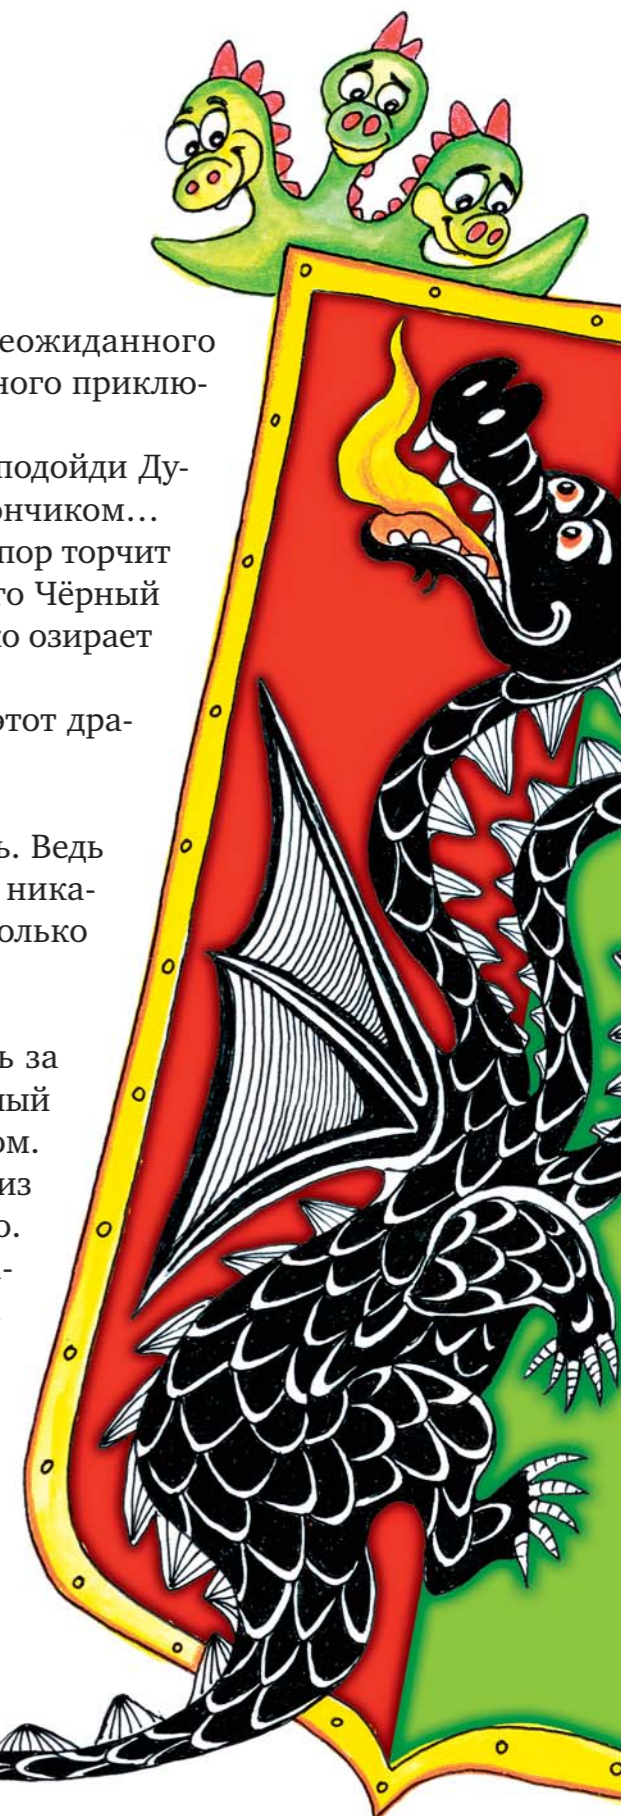 еожиданного
ного приклю-
подойди Ду-
ончиком…
пор торчит
го Чёрный
ко озирает
этот дра-
ь. Ведь
ника-
олько
ь за
ный
ом.
из
о.
-